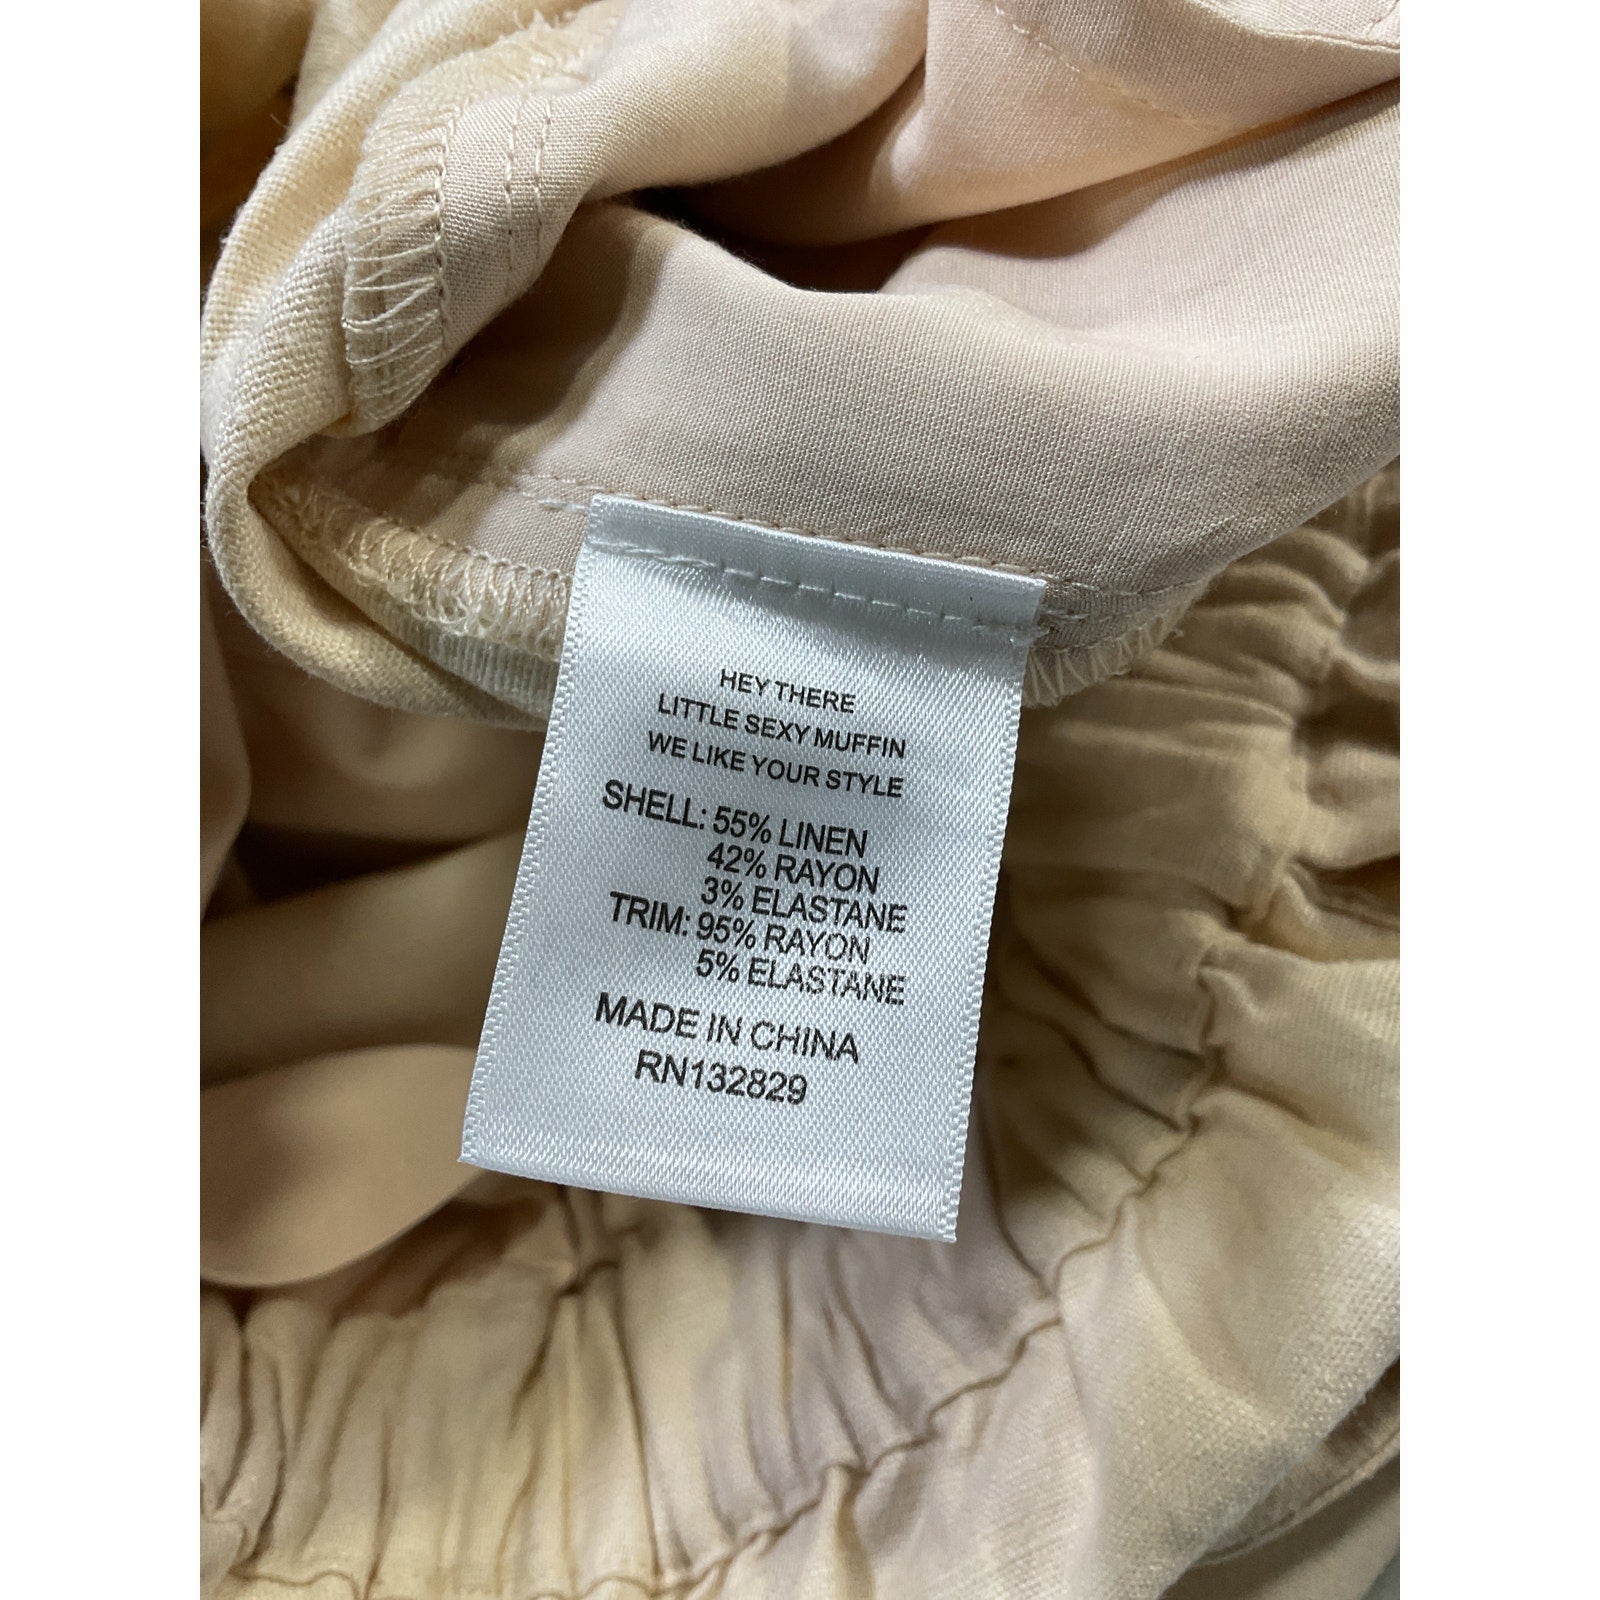 HEY THERE
LITTLE SEXY MUFFIN
WE LIKE YOUR STYLE
SHELL: 55% LINEN
42% RAYON
3% ELASTANE
TRIM: 95% RAYON
5% ELASTANE
MADE IN CHINA
RN132829